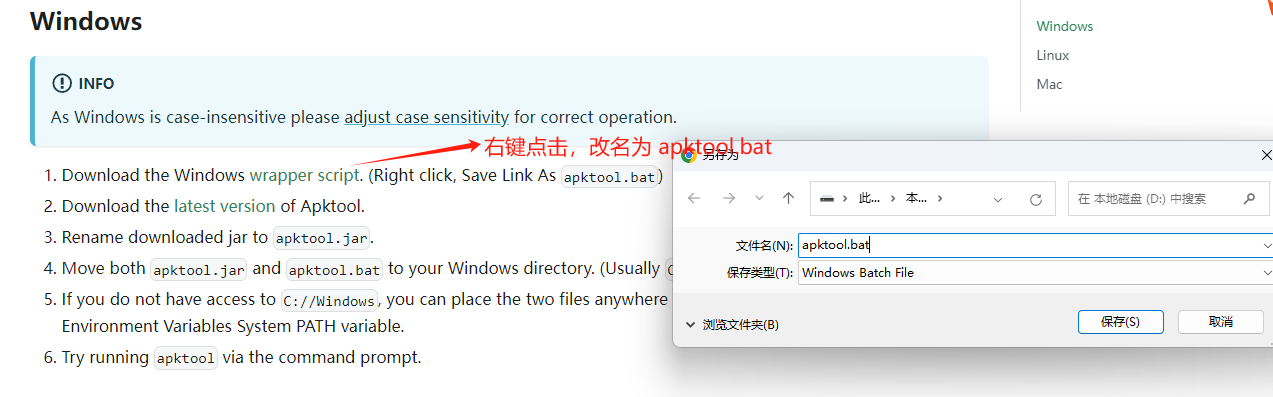 Windows
Windows
Linux
Mac
INFO
As Windows is case-insensitive please adjust case sensitivity for correct operation.
右键点击，改名为 apktool.bat
另存为
1. Download the Windows wrapper script. (Right click, Save Link As apktool.bat)
2. Download the latest version of Apktool.
3. Rename downloaded jar to apktool.jar.
4. Move both apktool.jar and apktool.bat to your Windows directory. (Usually
5. If you do not have access to C://Windows, you can place the two files anywhere
Environment Variables System PATH variable.
6. Try running apktool via the command prompt.
此... 本...
在 本地磁盘 (D:) 中搜索
文件名(N): apktool.bat
保存类型(T): Windows Batch File
浏览文件夹(B)
保存(S)
取消